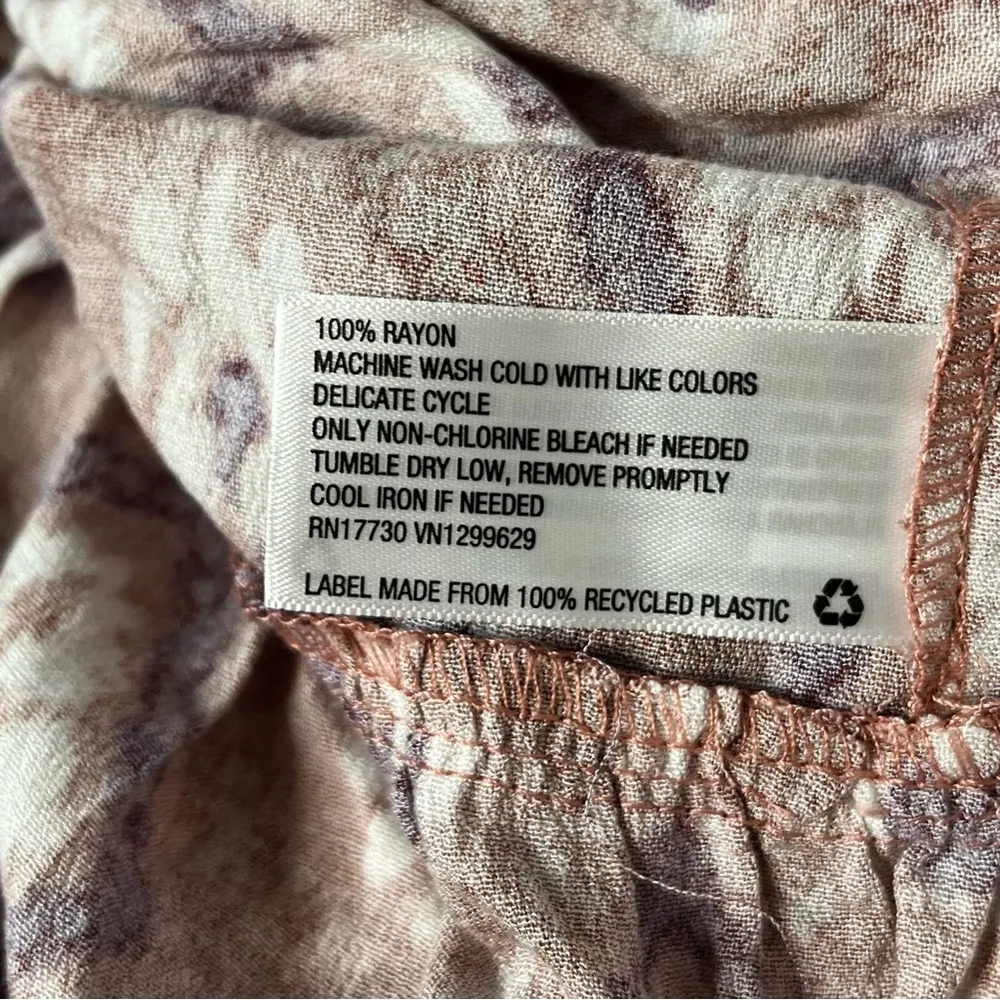 100% RAYON
MACHINE WASH COLD WITH LIKE COLORS
DELICATE CYCLE
ONLY NON-CHLORINE BLEACH IF NEEDED
TUMBLE DRY LOW, REMOVE PROMPTLY
COOL IRON IF NEEDED
RN17730 VN1299629
LABEL MADE FROM 100% RECYCLED PLASTIC